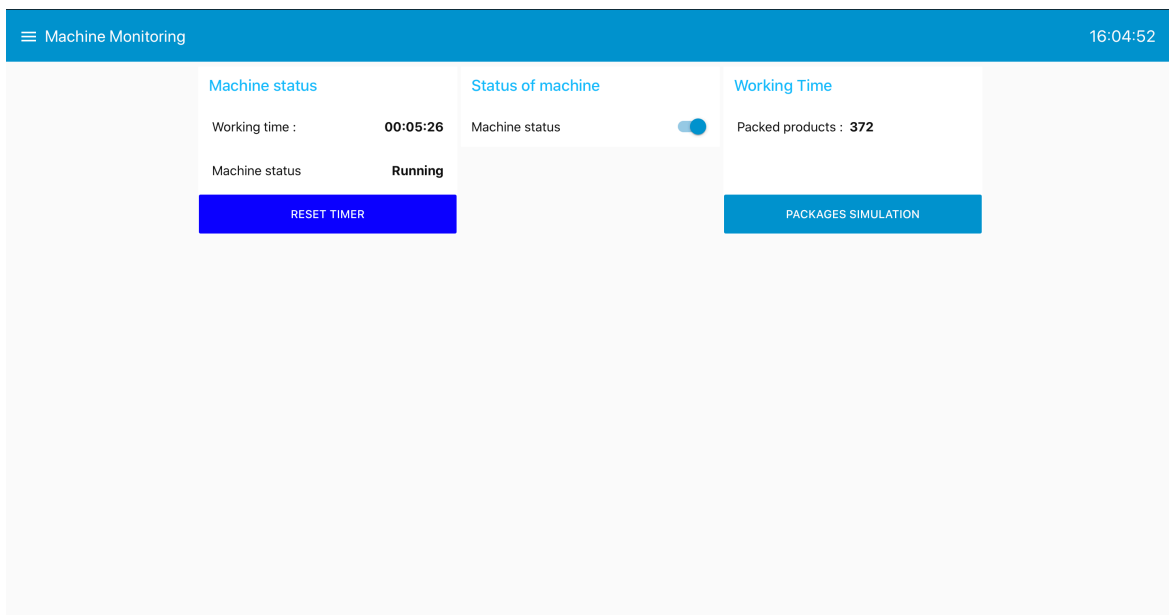 Machine Monitoring
16:04:52
Machine status
Working time : 00:05:26
Machine status Running
RESET TIMER
Status of machine
Machine status
Working Time
Packed products : 372
PACKAGES SIMULATION